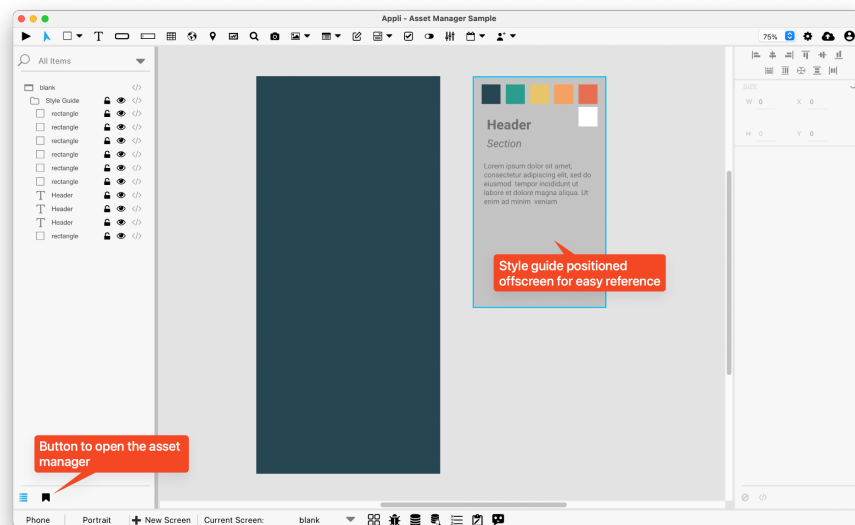 Appli - Asset Manager Sample
T
75%
All Items
blank </>
Style Guide </>
rectangle </>
rectangle </>
rectangle </>
rectangle </>
rectangle </>
rectangle </>
T Header </>
T Header </>
T Header </>
rectangle </>
Header
Section
Lorem ipsum dolor sit amet,
consectetur adipiscing elit, sed do
eiusmod tempor incididunt ut
labore et dolore magna aliqua. Ut
enim ad minim veniam
Style guide positioned
offscreen for easy reference
SIZE
W 0 X 0
H 0 Y 0
Button to open the asset
manager
</>
Phone Portrait New Screen Current Screen: blank